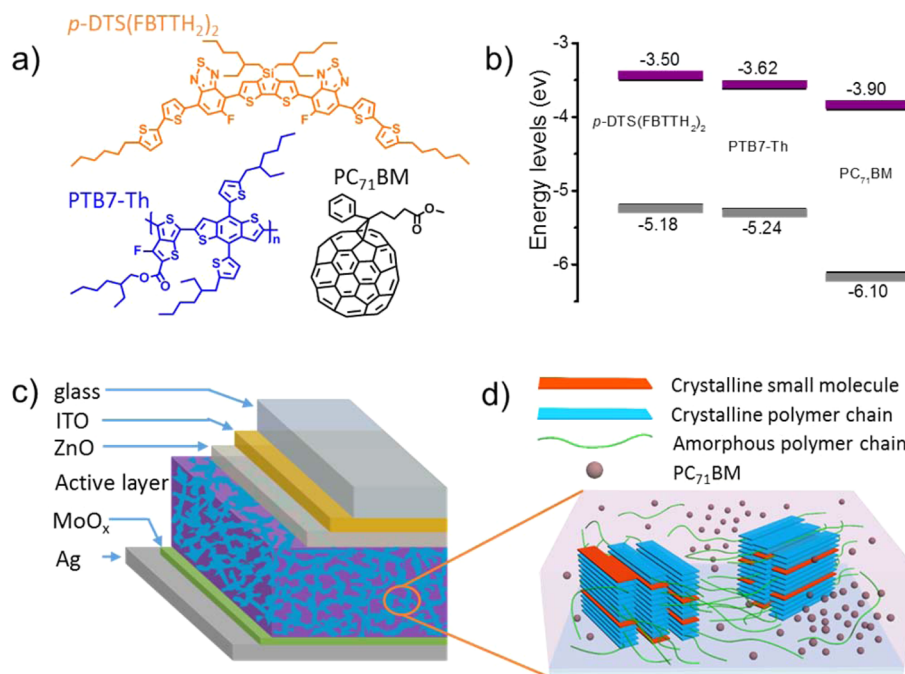 p-DTS(FBTTH2)2
a)
S
N N
Si
N N
S
S S
F
S S
F
S S
PTB7-Th
PC71BM
S
S
S
n
F
S
S
O
O
S
O
O
b)
Energy levels (ev)
-3
-4
-5
-6
-3.50
-3.62
-3.90
p-DTS(FBTTH2)2
PTB7-Th
PC71BM
-5.18
-5.24
-6.10
c)
glass
ITO
ZnO
Active layer
MoOx
Ag
d)
Crystalline small molecule
Crystalline polymer chain
Amorphous polymer chain
PC71BM